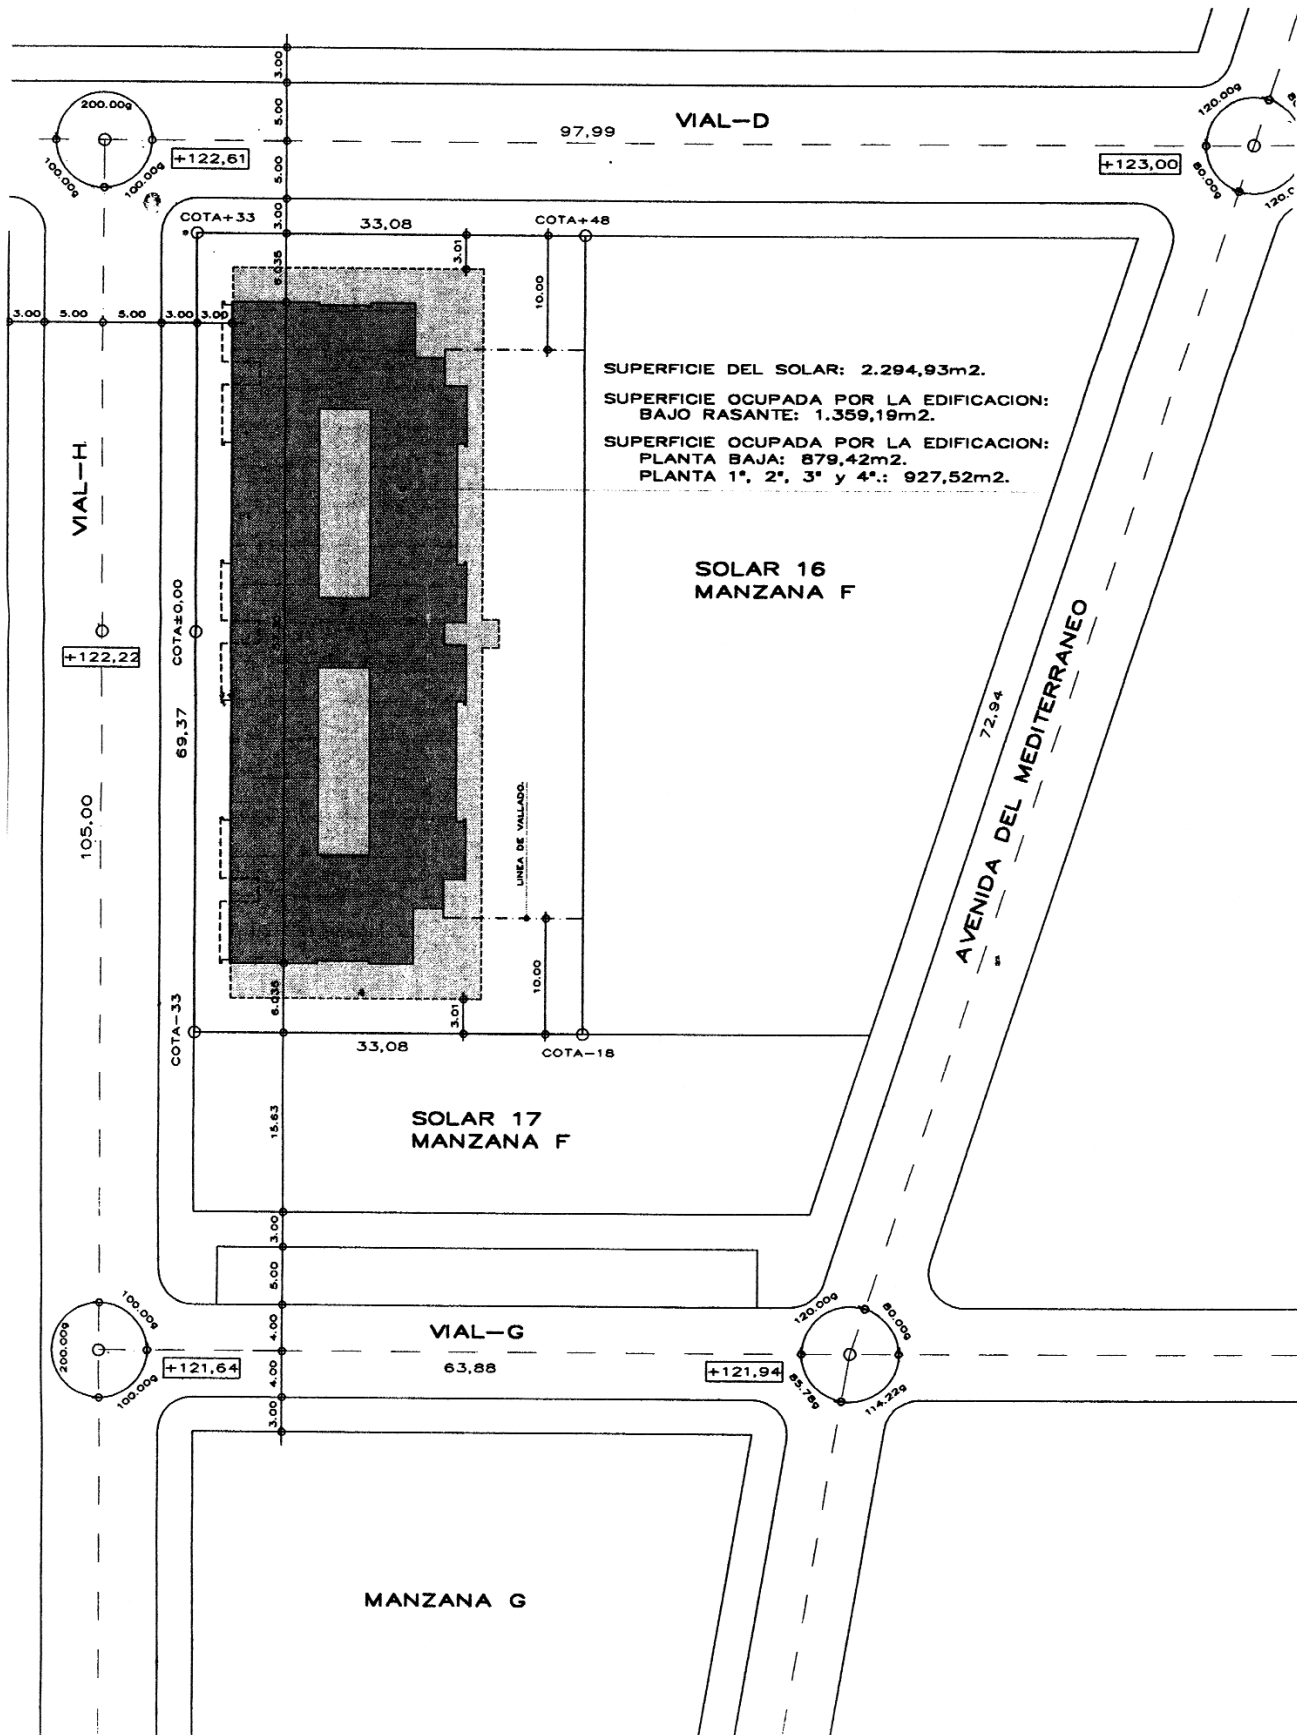 3.00
200.00g
5.00
VIAL-D
120.00g
97,99
+122,61
+123,00
100.00g
100.00g
5.00
80.00g
COTA+33
3.00
33,08
COTA+48
3.01
6.035
10.00
3.00
5.00
5.00
3.00
3.00
SUPERFICIE DEL SOLAR: 2.294,93m2.
SUPERFICIE OCUPADA POR LA EDIFICACION:
BAJO RASANTE: 1.359,19m2.
SUPERFICIE OCUPADA POR LA EDIFICACION:
PLANTA BAJA: 879,42m2.
PLANTA 1ª, 2ª, 3ª y 4ª.: 927,52m2.
VIAL-H
SOLAR 16
MANZANA F
COTA±0,00
+122,22
69,37
72,94
AVENIDA DEL MEDITERRANEO
105,00
LINEA DE VALLADO.
10.00
6.035
3.01
COTA-33
33,08
COTA-18
15.63
SOLAR 17
MANZANA F
3.00
5.00
100.00g
200.00g
100.00g
4.00
VIAL-G
120.00g
80.00g
+121,64
63,88
+121,94
4.00
85.78g
114.22g
3.00
MANZANA G